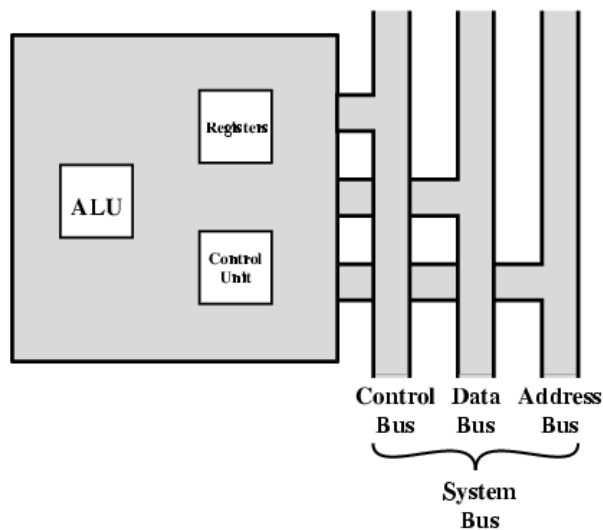 Registers
ALU
Control
Unit
Control Data Address
Bus Bus Bus
System
Bus